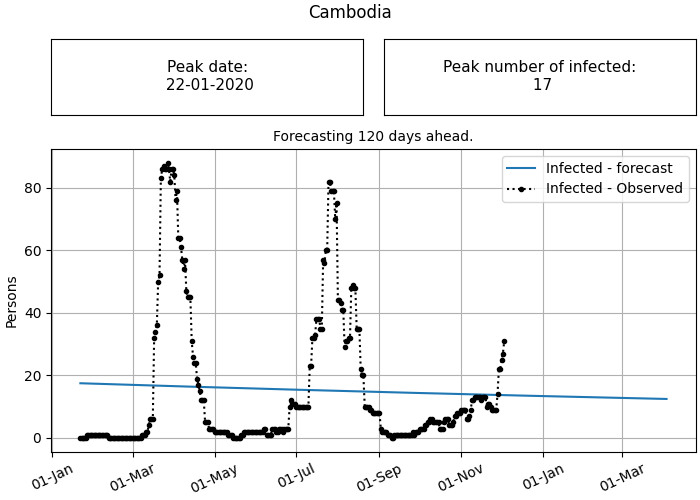 Cambodia
Peak date:
22-01-2020
Peak number of infected:
17
Forecasting 120 days ahead.
Infected - forecast
Infected - Observed
Persons
80
60
40
20
0
01-Jan
01-Mar
01-May
01-Jul
01-Sep
01-Nov
01-Jan
01-Mar